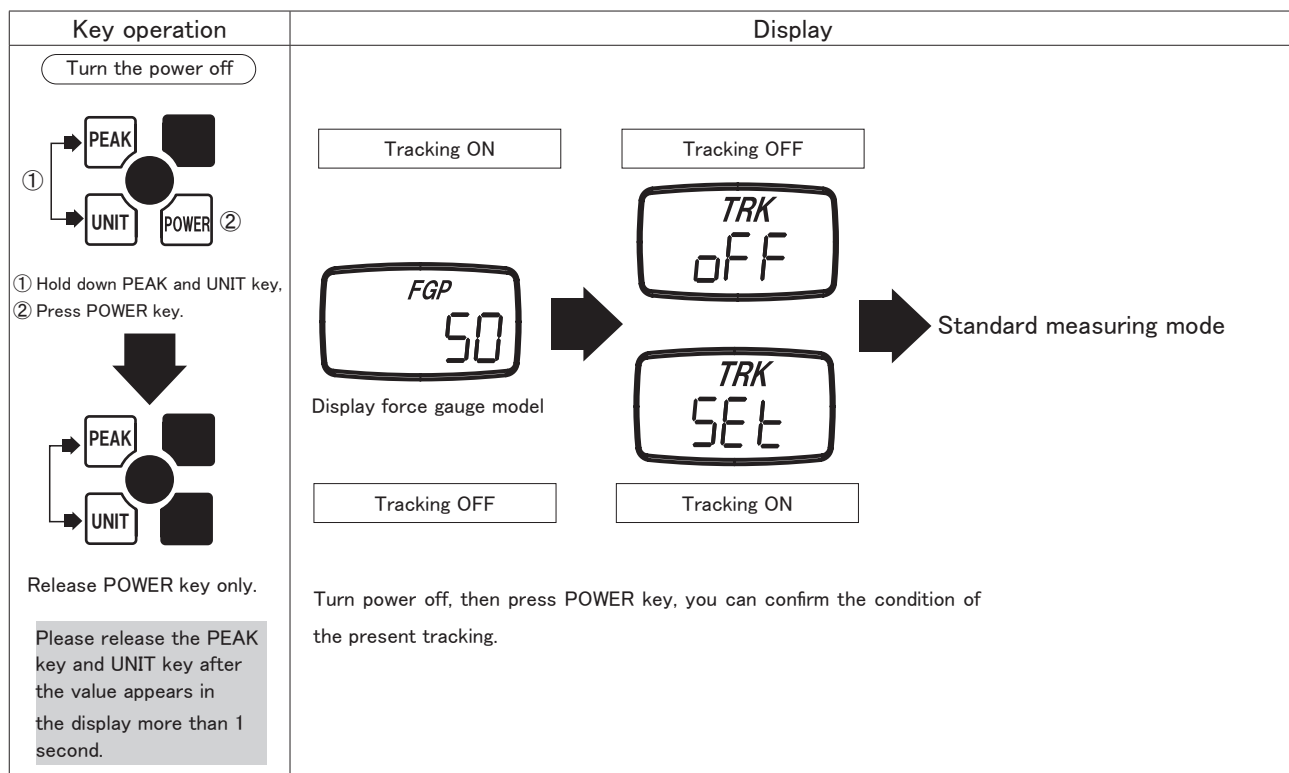 Key operation
Display
Turn the power off
PEAK
①
UNIT
POWER
②
① Hold down PEAK and UNIT key,
② Press POWER key.
PEAK
UNIT
Release POWER key only.
Please release the PEAK
key and UNIT key after
the value appears in
the display more than 1
second.
Tracking ON
Tracking OFF
TRK
oFF
FGP
50
Display force gauge model
TRK
SEt
Standard measuring mode
Tracking OFF
Tracking ON
Turn power off, then press POWER key, you can confirm the condition of
the present tracking.